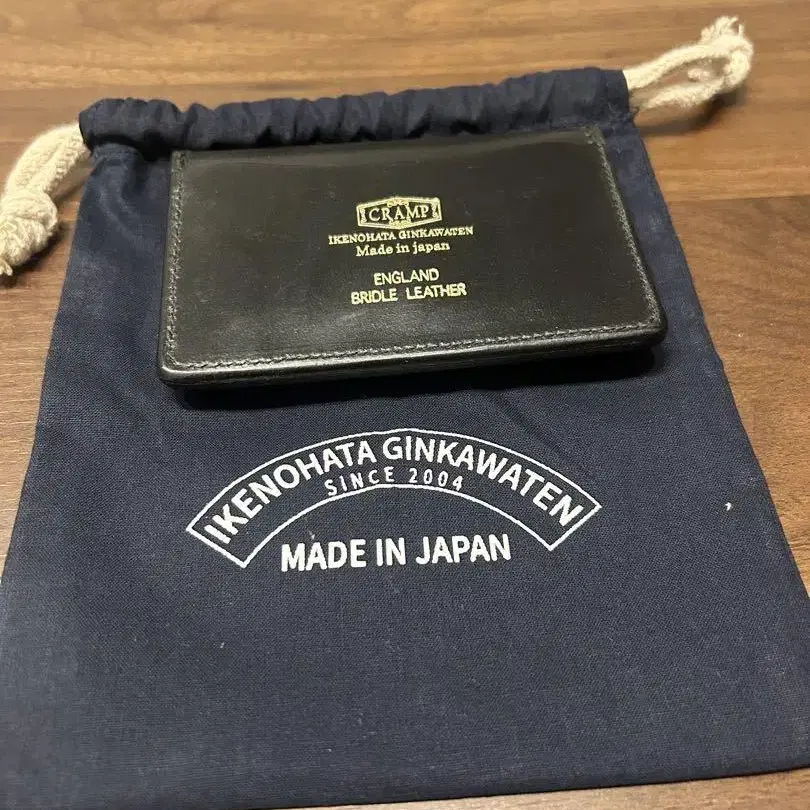 CRAMP
IKENOHATA GINKAWATEN
Made in japan
ENGLAND
BRIDLE LEATHER
IKENOHATA GINKAWATEN
SINCE 2004
MADE IN JAPAN